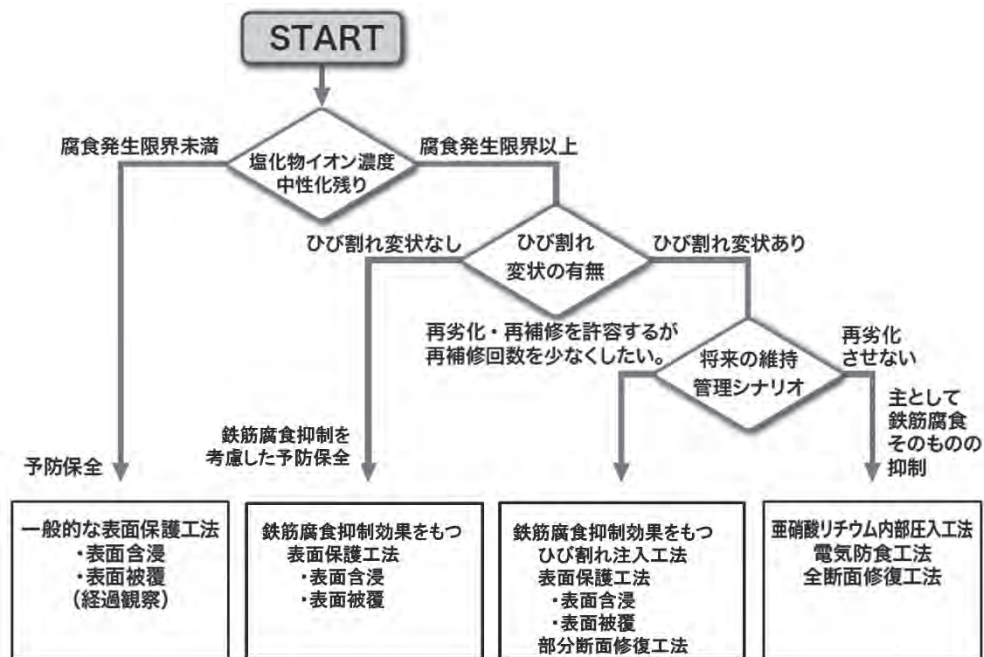 START
塩化物イオン濃度
中性化残り
腐食発生限界未満
腐食発生限界以上
ひび割れ
変状の有無
ひび割れ変状なし
ひび割れ変状あり
将来の維持
管理シナリオ
再劣化・再補修を許容するが
再補修回数を少なくしたい。
再劣化
させない
主として
鉄筋腐食
そのものの
抑制
予防保全
鉄筋腐食抑制を
考慮した予防保全
一般的な表面保護工法
・表面含浸
・表面被覆
（経過観察）
鉄筋腐食抑制効果をもつ
表面保護工法
・表面含浸
・表面被覆
鉄筋腐食抑制効果をもつ
ひび割れ注入工法
表面保護工法
・表面含浸
・表面被覆
部分断面修復工法
亜硝酸リチウム内部圧入工法
電気防食工法
全断面修復工法